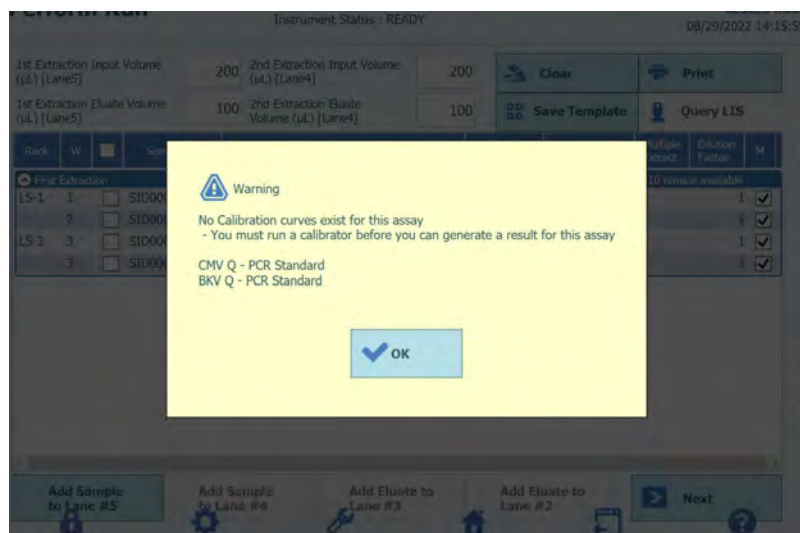 Instrument Status : READY
08/29/2022 14:15:5
1st Extraction Input Volume (µL) [Lane5]
200
2nd Extraction Input Volume (µL) [Lane4]
200
Clear
Print
1st Extraction Eluate Volume (µL) [Lane5]
100
2nd Extraction Eluate Volume (µL) [Lane4]
100
Save Template
Query LIS
Rack W
Multiple Extract
Dilution Factor
M
First Extraction
10 remain available
LS-1 1 SID00 1
2 SID00 1
LS-2 3 SID00 1
3 SID00 1
Warning
No Calibration curves exist for this assay
- You must run a calibrator before you can generate a result for this assay
CMV Q - PCR Standard
BKV Q - PCR Standard
OK
Add Sample to Lane #5
Add Sample to Lane #4
Add Eluate to Lane #3
Add Eluate to Lane #2
Next